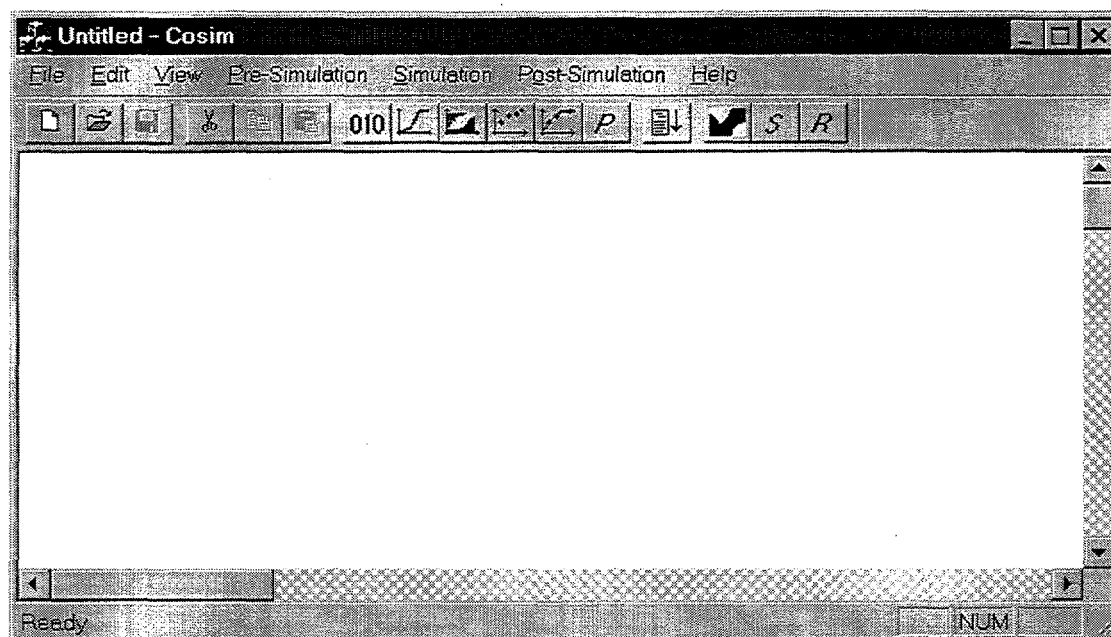 Untitled - Cosim
File Edit View Pre-Simulation Simulation Post-Simulation Help
010 P S R
Ready NUM